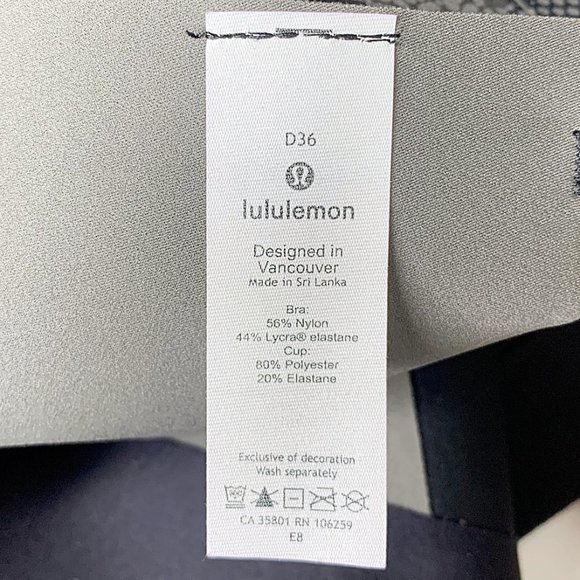 D36
lululemon
Designed in
Vancouver
Made in Sri Lanka
Bra:
56% Nylon
44% Lycra® elastane
Cup:
80% Polyester
20% Elastane
Exclusive of decoration
Wash separately
CA 35801 RN 106259
E8